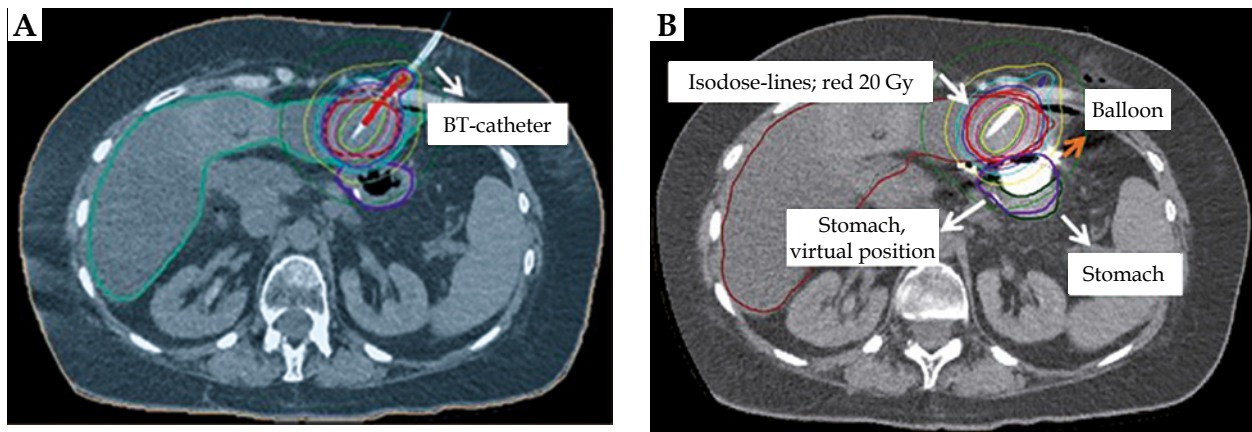 A
BT-catheter
B
Isodose-lines; red 20 Gy
Balloon
Stomach,
virtual position
Stomach